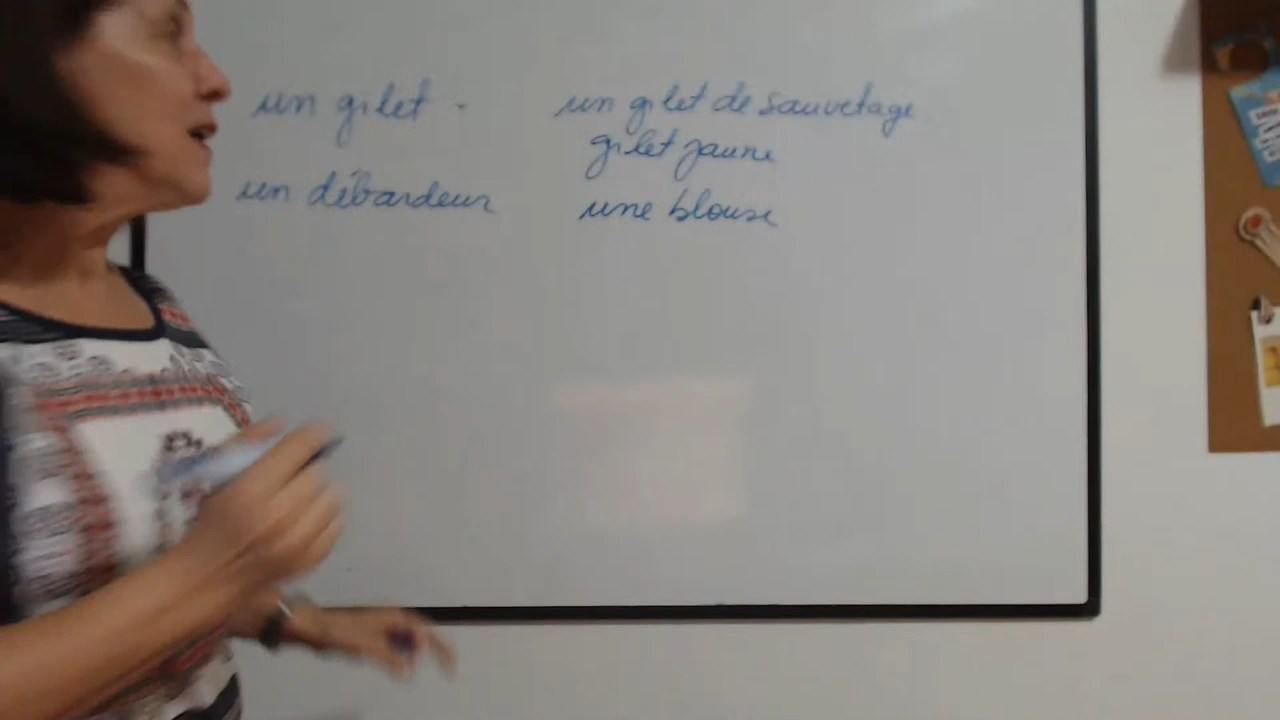 un gilet.
un débardeur
un gilet de sauvetage
gilet jaune
une blouse